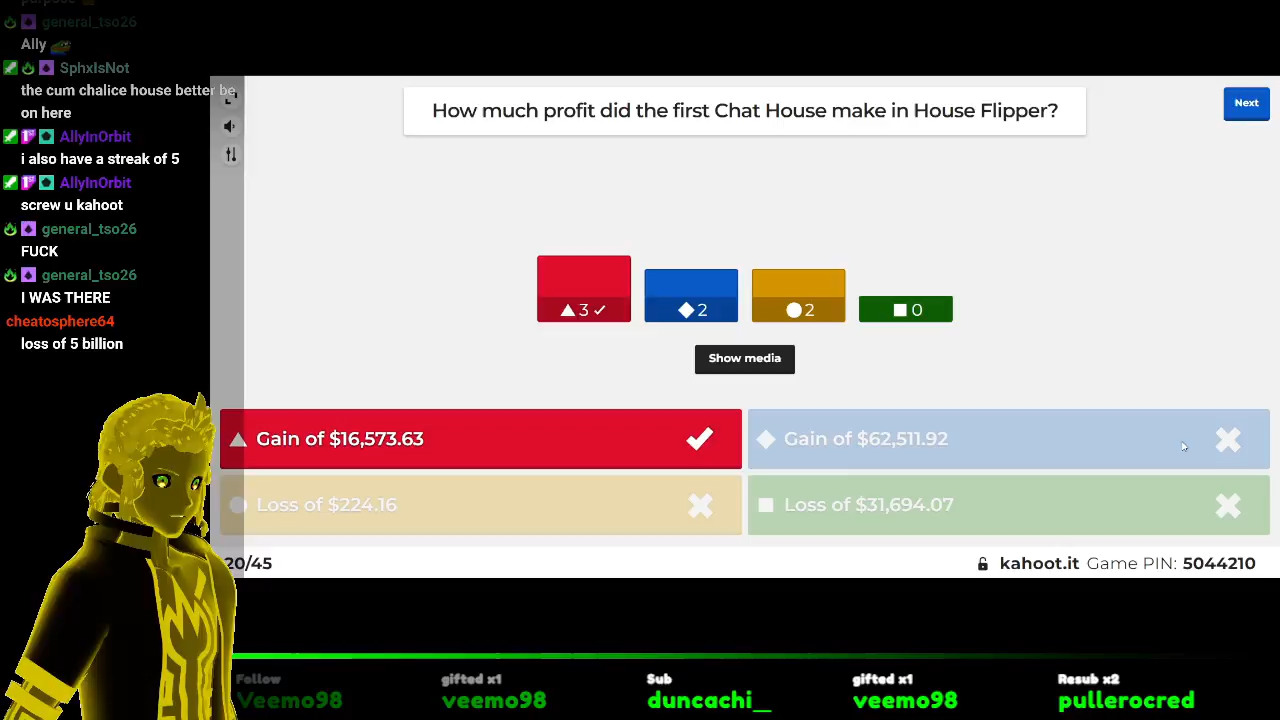 general_tso26
Ally
SphxIsNot
the cum chalice house better be
on here
AllyInOrbit
i also have a streak of 5
AllyInOrbit
screw u kahoot
general_tso26
FUCK
general_tso26
I WAS THERE
cheatosphere64
loss of 5 billion
How much profit did the first Chat House make in House Flipper?
Next
3
2
2
0
Show media
Gain of $16,573.63
Gain of $62,511.92
Loss of $224.16
Loss of $31,694.07
20/45
kahoot.it Game PIN: 5044210
Follow
Veemo98
gifted x1
veemo98
Sub
duncachi__
gifted x1
veemo98
Resub x2
pullerocred